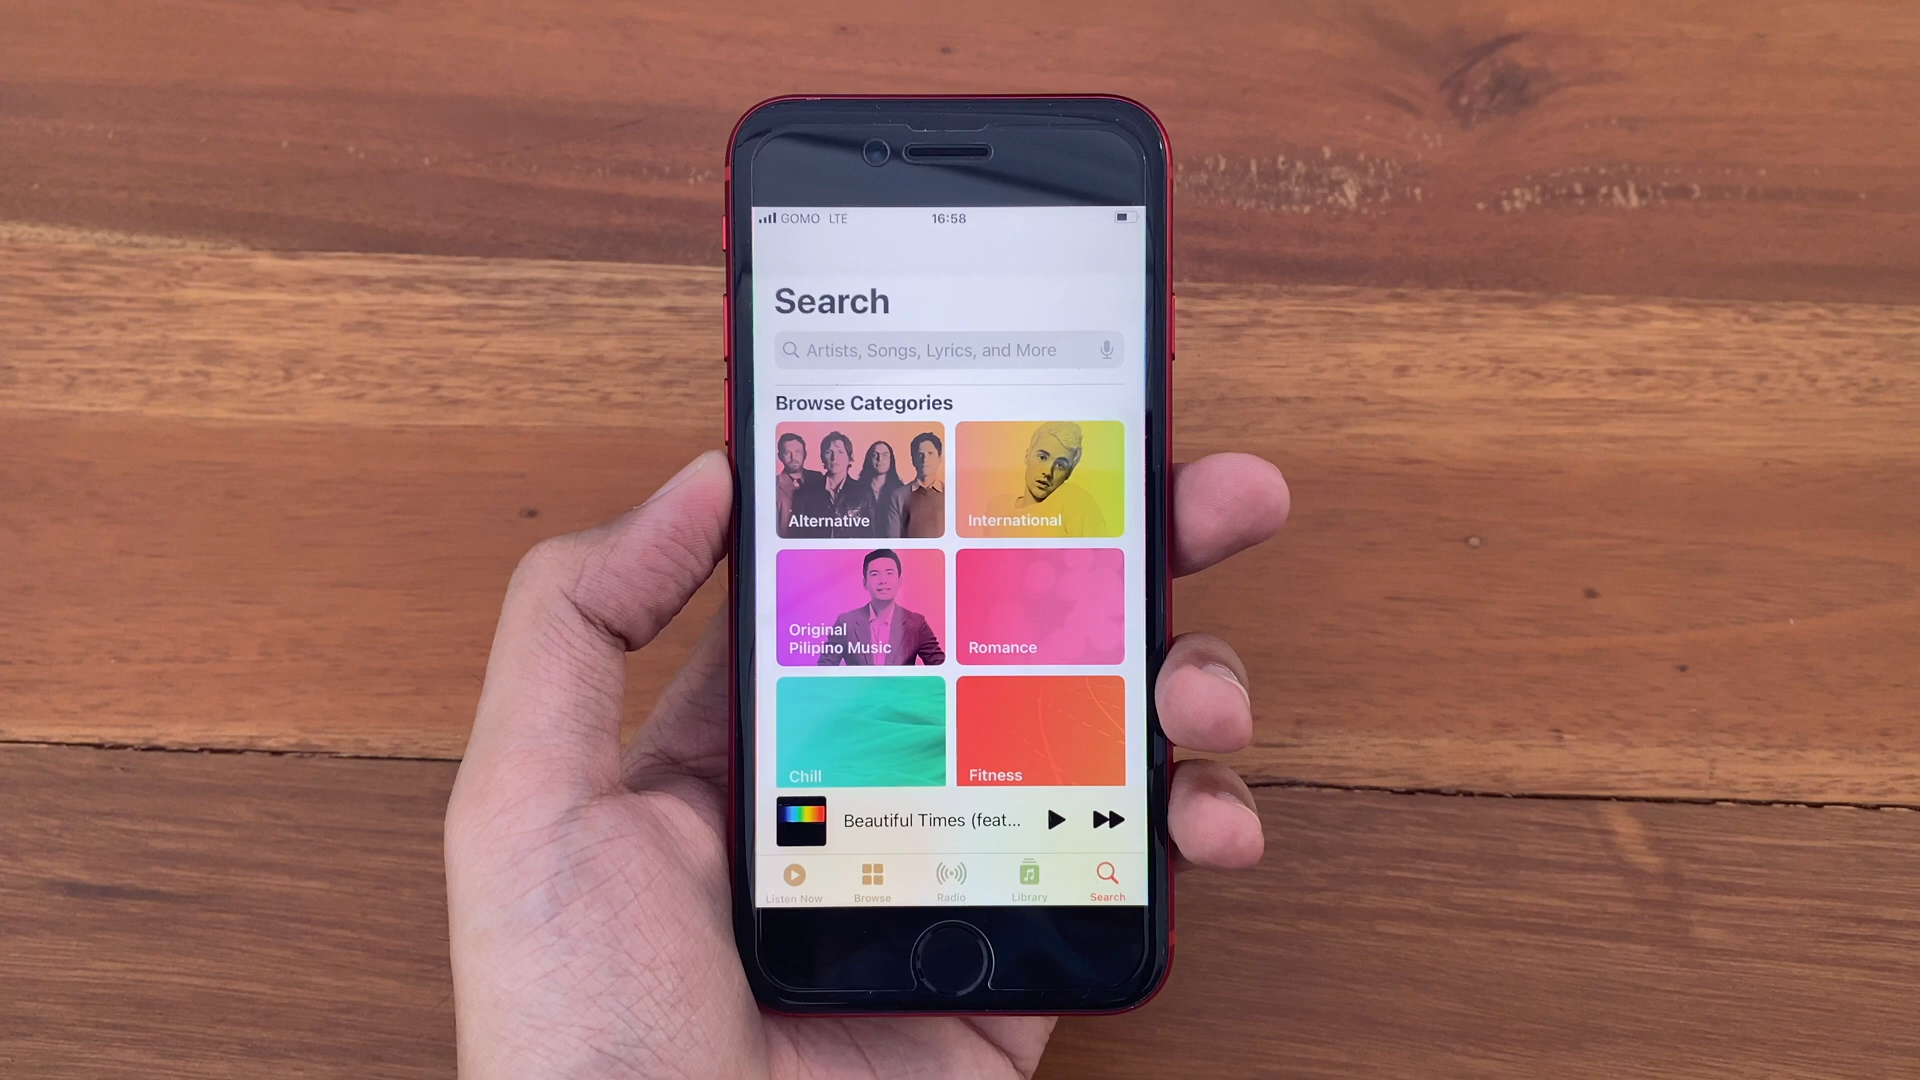 GOMO LTE 16:58
Search
Artists, Songs, Lyrics, and More
Browse Categories
Alternative
International
Original
Pilipino Music
Romance
Chill
Fitness
Beautiful Times (feat...
Listen Now
Browse
Radio
Library
Search